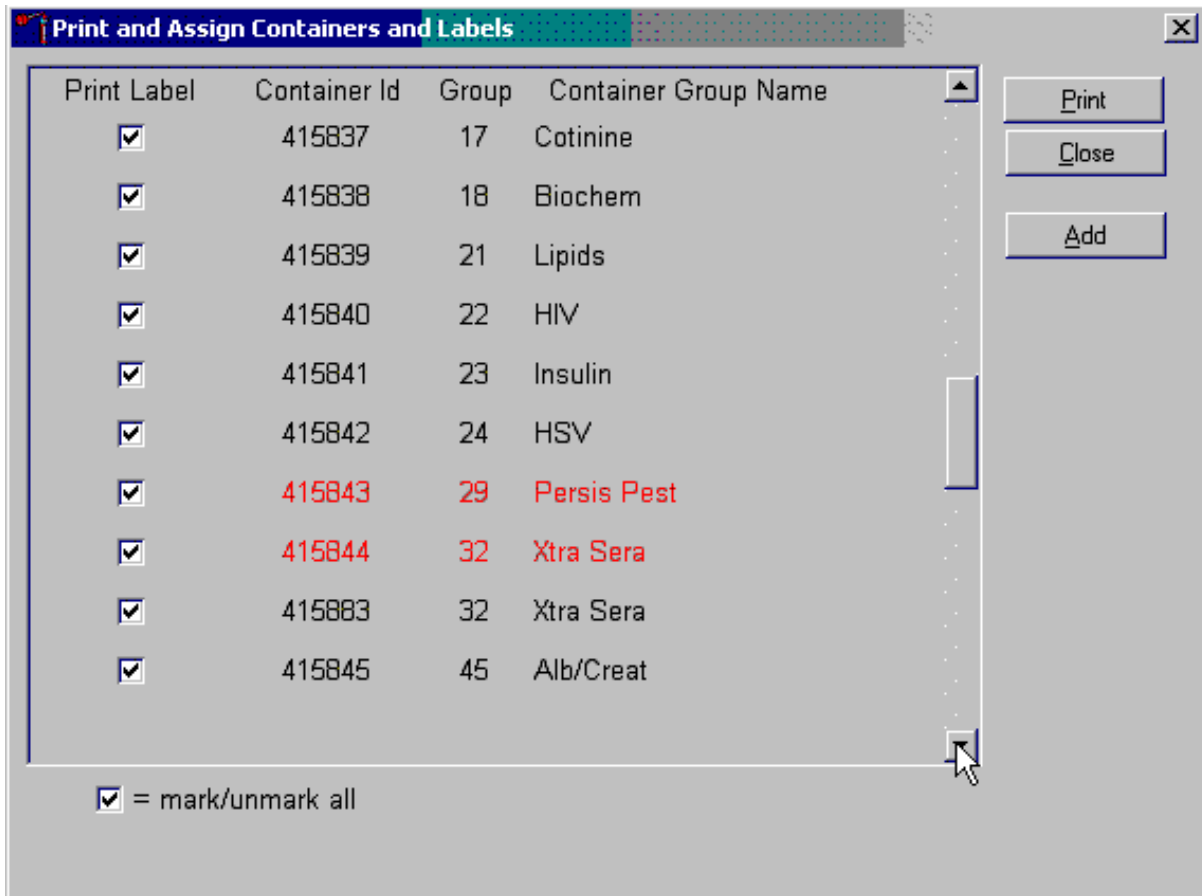 Print and Assign Containers and Labels
Print Label Container Id Group Container Group Name
415837 17 Cotinine
415838 18 Biochem
415839 21 Lipids
415840 22 HIV
415841 23 Insulin
415842 24 HSV
415843 29 Persis Pest
415844 32 Xtra Sera
415883 32 Xtra Sera
415845 45 Alb/Creat
= mark/unmark all
Print
Close
Add